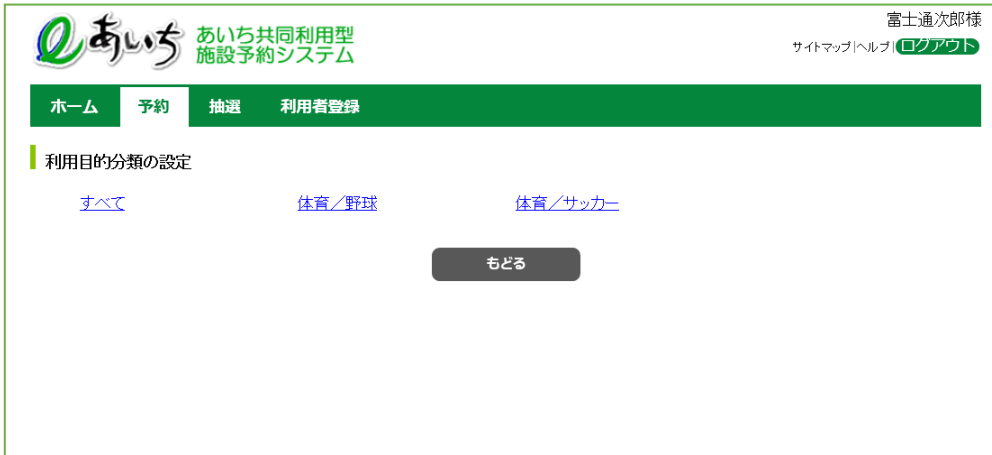 富士通次郎様
あいち あいち共同利用型
施設予約システム
サイトマップ|ヘルプ|ログアウト
ホーム 予約 抽選 利用者登録
利用目的分類の設定
すべて 体育／野球 体育／サッカー
もどる